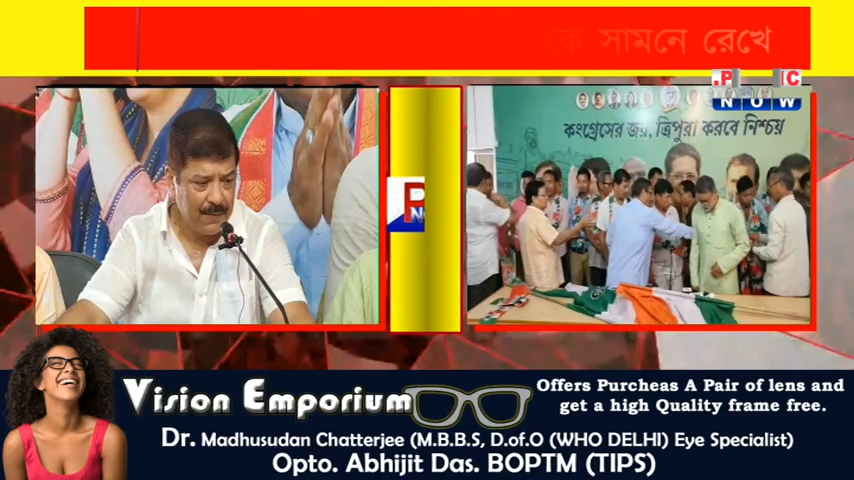 কে সামনে রেখে
.P C
NOW
কংগ্রেসের জয়, ত্রিপুরা করবে নিশ্চয়
P
Vision Emporium
Offers Purcheas A Pair of lens and
get a high Quality frame free.
Dr. Madhusudan Chatterjee (M.B.B.S, D.of.O (WHO DELHI) Eye Specialist)
Opto. Abhijit Das. BOPTM (TIPS)